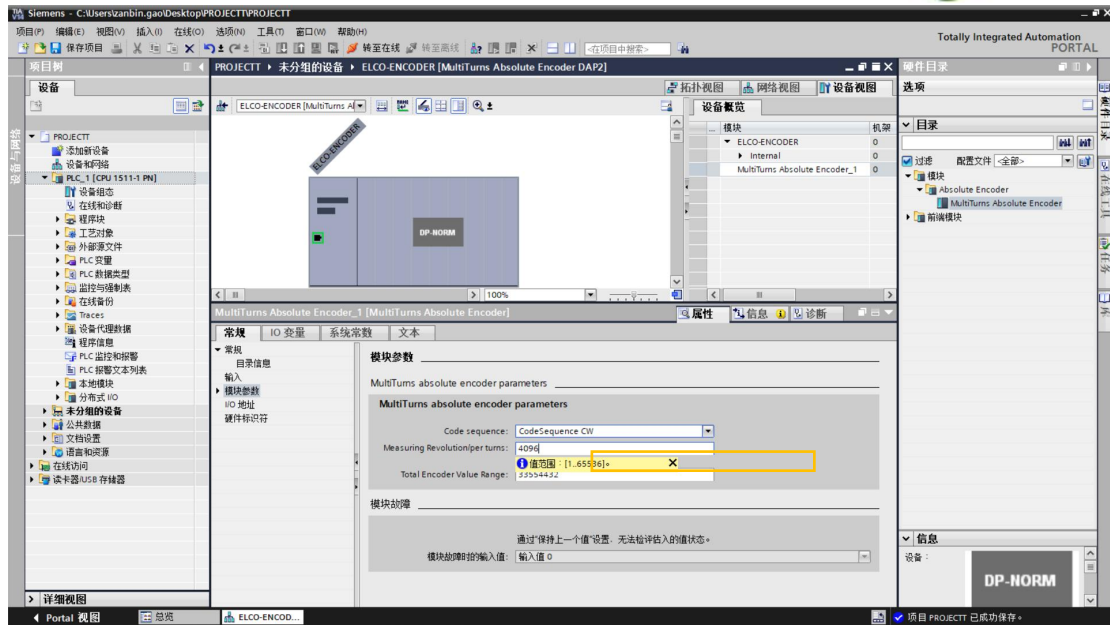 Siemens - C:\Users\zanbin.gao\Desktop\PROJECTT\PROJECTT
项目(P) 编辑(E) 视图(V) 插入(I) 在线(O) 选项(N) 工具(T) 窗口(W) 帮助(H)
Totally Integrated Automation
PORTAL
保存项目 转至在线 转至离线 <在项目中搜索>
项目树
设备
设备与网络
PROJECTT
添加新设备
设备和网络
PLC_1 [CPU 1511-1 PN]
设备组态
在线和诊断
程序块
工艺对象
外部源文件
PLC 变量
PLC 数据类型
监控与强制表
在线备份
Traces
设备代理数据
程序信息
PLC 监控和报警
PLC 报警文本列表
本地模块
分布式 I/O
未分组的设备
公共数据
文档设置
语言和资源
在线访问
读卡器/USB 存储器
详细视图
PROJECTT ▸ 未分组的设备 ▸ ELCO-ENCODER [MultiTurns Absolute Encoder DAP2]
拓扑视图 网络视图 设备视图
ELCO-ENCODER [MultiTurns Al
ELCO-ENCODER
DP-NORM
100%
设备概览
... 模块 机架
ELCO-ENCODER 0
Internal 0
MultiTurns Absolute Encoder_1 0
MultiTurns Absolute Encoder_1 [MultiTurns Absolute Encoder]
属性 信息 诊断
常规 IO 变量 系统常数 文本
常规
目录信息
输入
模块参数
I/O 地址
硬件标识符
模块参数
MultiTurns absolute encoder parameters
MultiTurns absolute encoder parameters
Code sequence: CodeSequence CW
Measuring Revolution/per turns: 4096
值范围:[1..65536]。
Total Encoder Value Range: 33554432
模块故障
通过“保持上一个值”设置，无法检评估入的值状态。
模块故障时的输入值: 输入值 0
硬件目录
选项
目录
过滤 配置文件 <全部>
模块
Absolute Encoder
MultiTurns Absolute Encoder
前端模块
信息
设备:
DP-NORM
Portal 视图 总览 ELCO-ENCOD...
项目 PROJECTT 已成功保存。